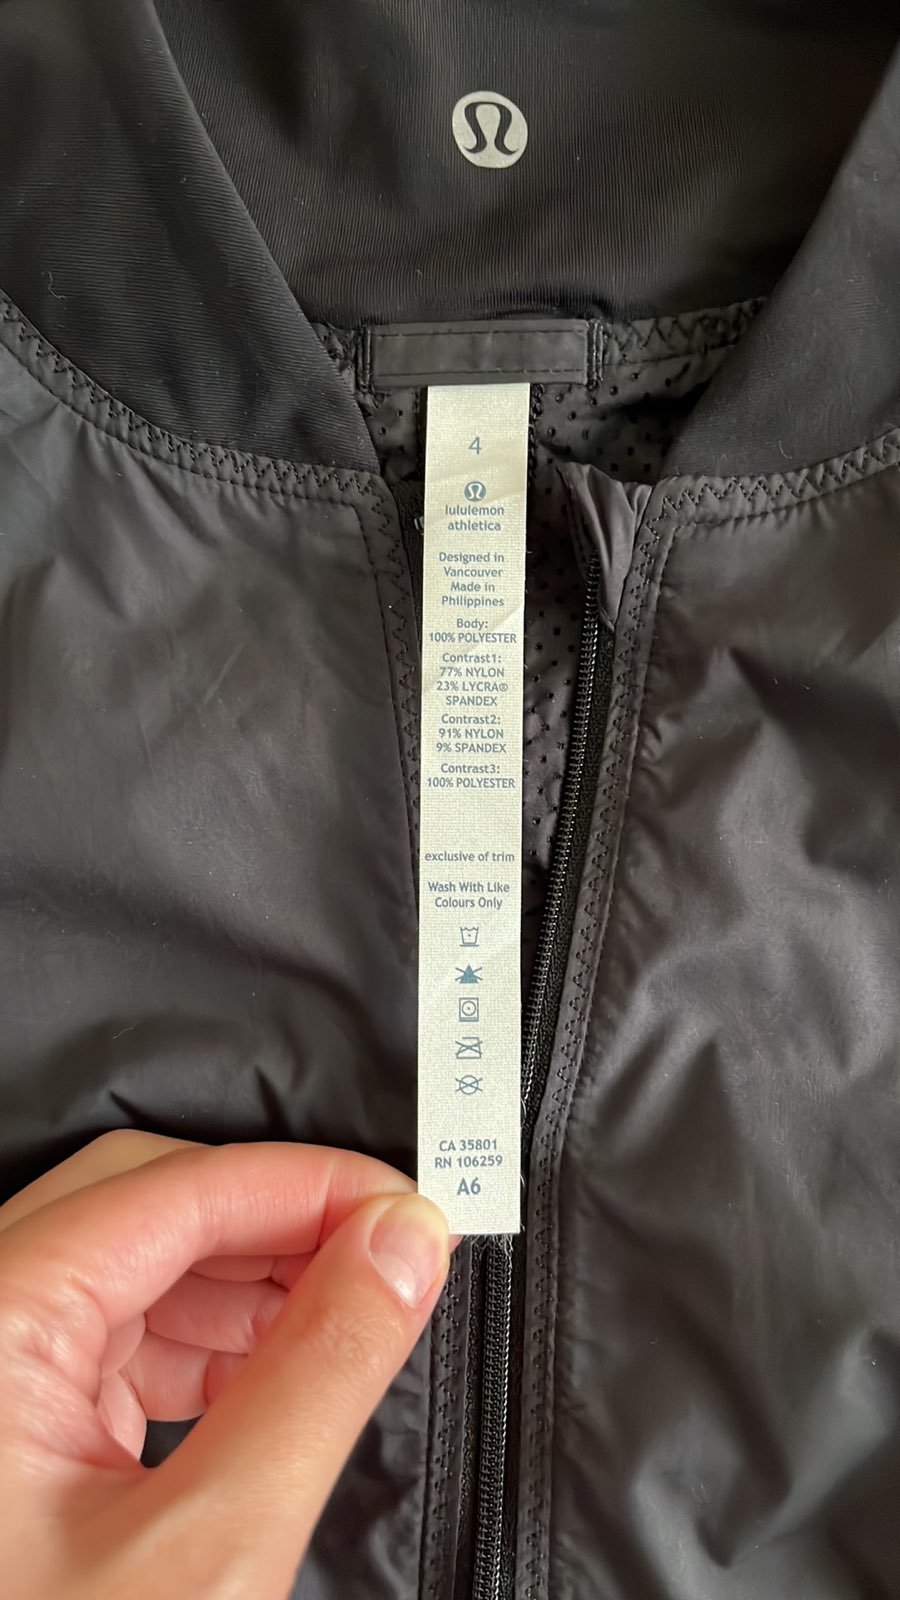 4
lululemon
athletica
Designed in
Vancouver
Made in
Philippines
Body:
100% POLYESTER
Contrast1:
77% NYLON
23% LYCRA®
SPANDEX
Contrast2:
91% NYLON
9% SPANDEX
Contrast3:
100% POLYESTER
exclusive of trim
Wash With Like
Colours Only
CA 35801
RN 106259
A6